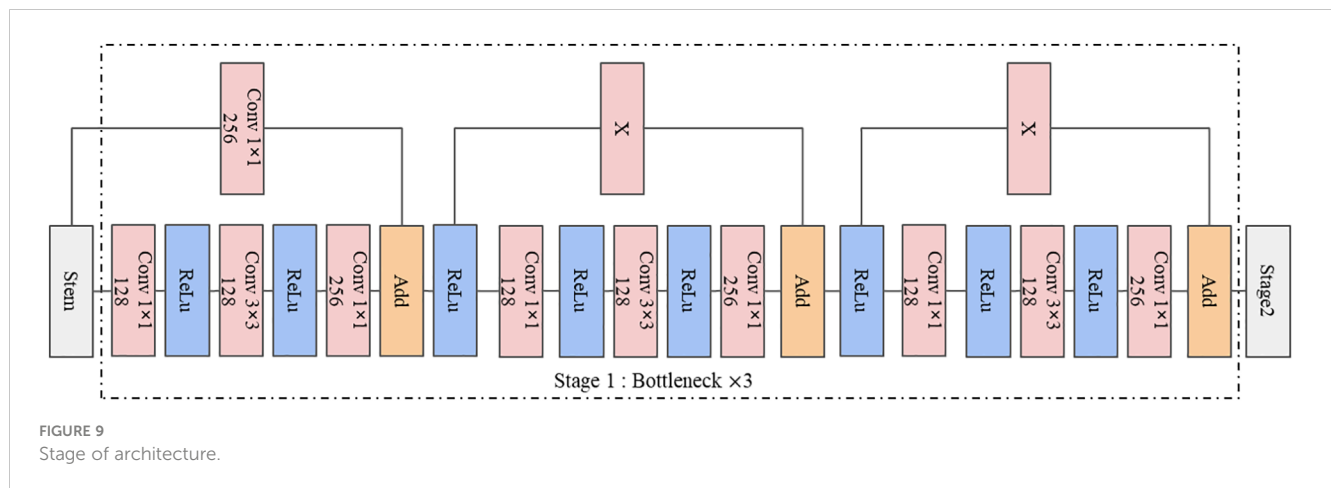 Conv 1×1
256
X
X
Stem
Conv 1×1
128
ReLu
Conv 3×3
128
ReLu
Conv 1×1
256
Add
ReLu
Conv 1×1
128
ReLu
Conv 3×3
128
ReLu
Conv 1×1
256
Add
ReLu
Conv 1×1
128
ReLu
Conv 3×3
128
ReLu
Conv 1×1
256
Add
Stage2
Stage 1 : Bottleneck ×3
FIGURE 9
Stage of architecture.